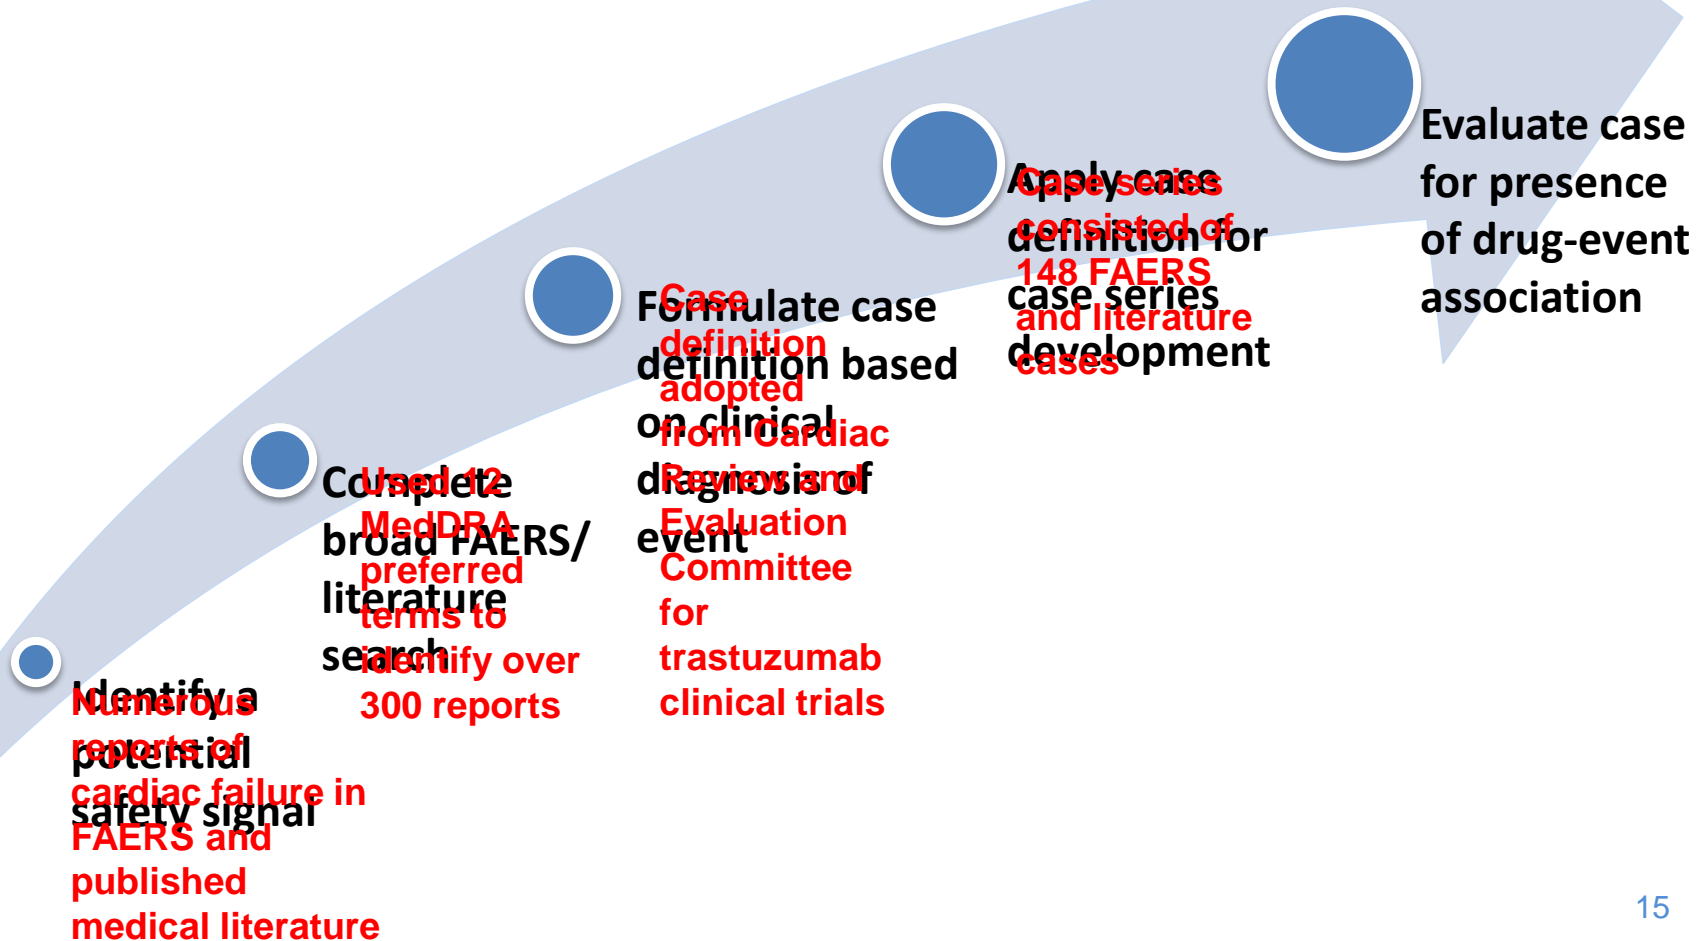 Identify a
potential
safety signal
Numerous
reports of
cardiac failure in
FAERS and
published
medical literature
Complete
broad FAERS/
literature
search
Used 12
MedDRA
preferred
terms to
identify over
300 reports
Formulate case
definition based
on clinical
diagnosis of
event
Case
definition
adopted
from Cardiac
Review and
Evaluation
Committee
for
trastuzumab
clinical trials
Apply case
definition for
case series
development
Case series
consisted of
148 FAERS
and literature
cases
Evaluate case
for presence
of drug-event
association
15